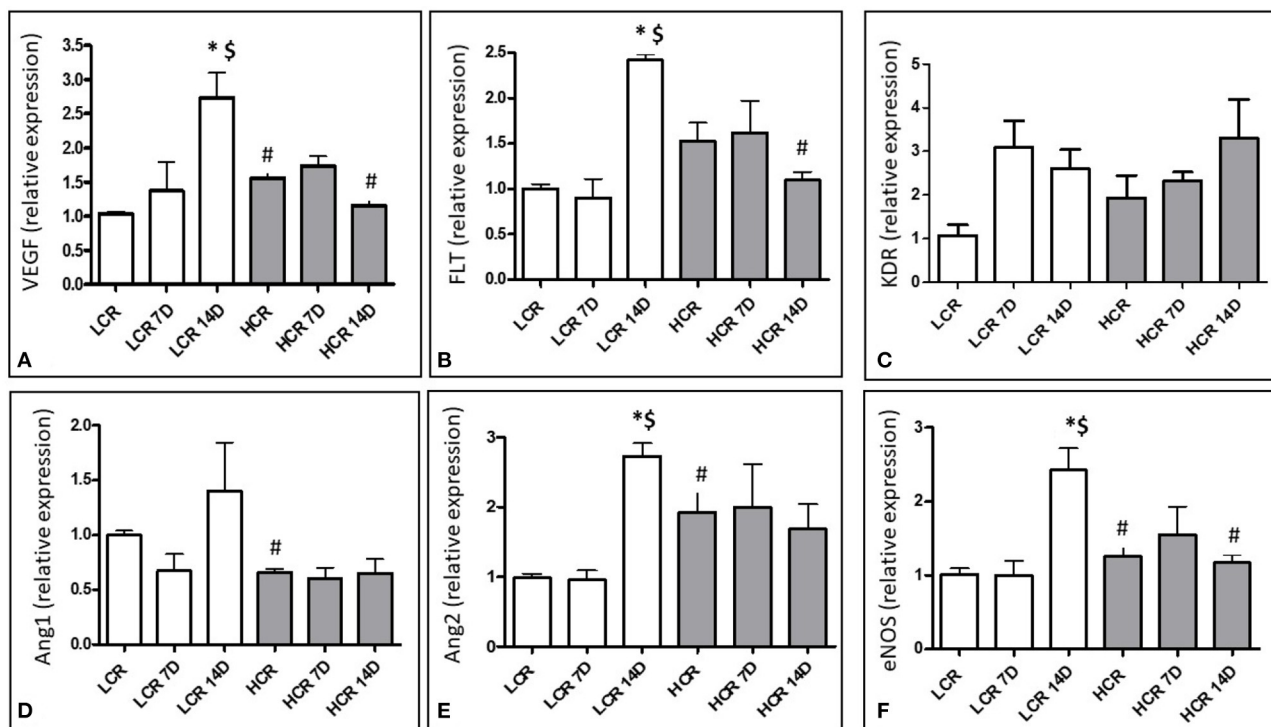 VEGF (relative expression)
3.5
3.0
2.5
2.0
1.5
1.0
0.5
0.0
* $
#
#
LCR
LCR 7D
LCR 14D
HCR
HCR 7D
HCR 14D
A
FLT (relative expression)
2.5
2.0
1.5
1.0
0.5
0.0
* $
#
LCR
LCR 7D
LCR 14D
HCR
HCR 7D
HCR 14D
B
KDR (relative expression)
5
4
3
2
1
0
LCR
LCR 7D
LCR 14D
HCR
HCR 7D
HCR 14D
C
Ang1 (relative expression)
2.0
1.5
1.0
0.5
0.0
#
LCR
LCR 7D
LCR 14D
HCR
HCR 7D
HCR 14D
D
Ang2 (relative expression)
3
2
1
0
*$
#
LCR
LCR 7D
LCR 14D
HCR
HCR 7D
HCR 14D
E
eNOS (relative expression)
3
2
1
0
*$
#
#
LCR
LCR 7D
LCR 14D
HCR
HCR 7D
HCR 14D
F